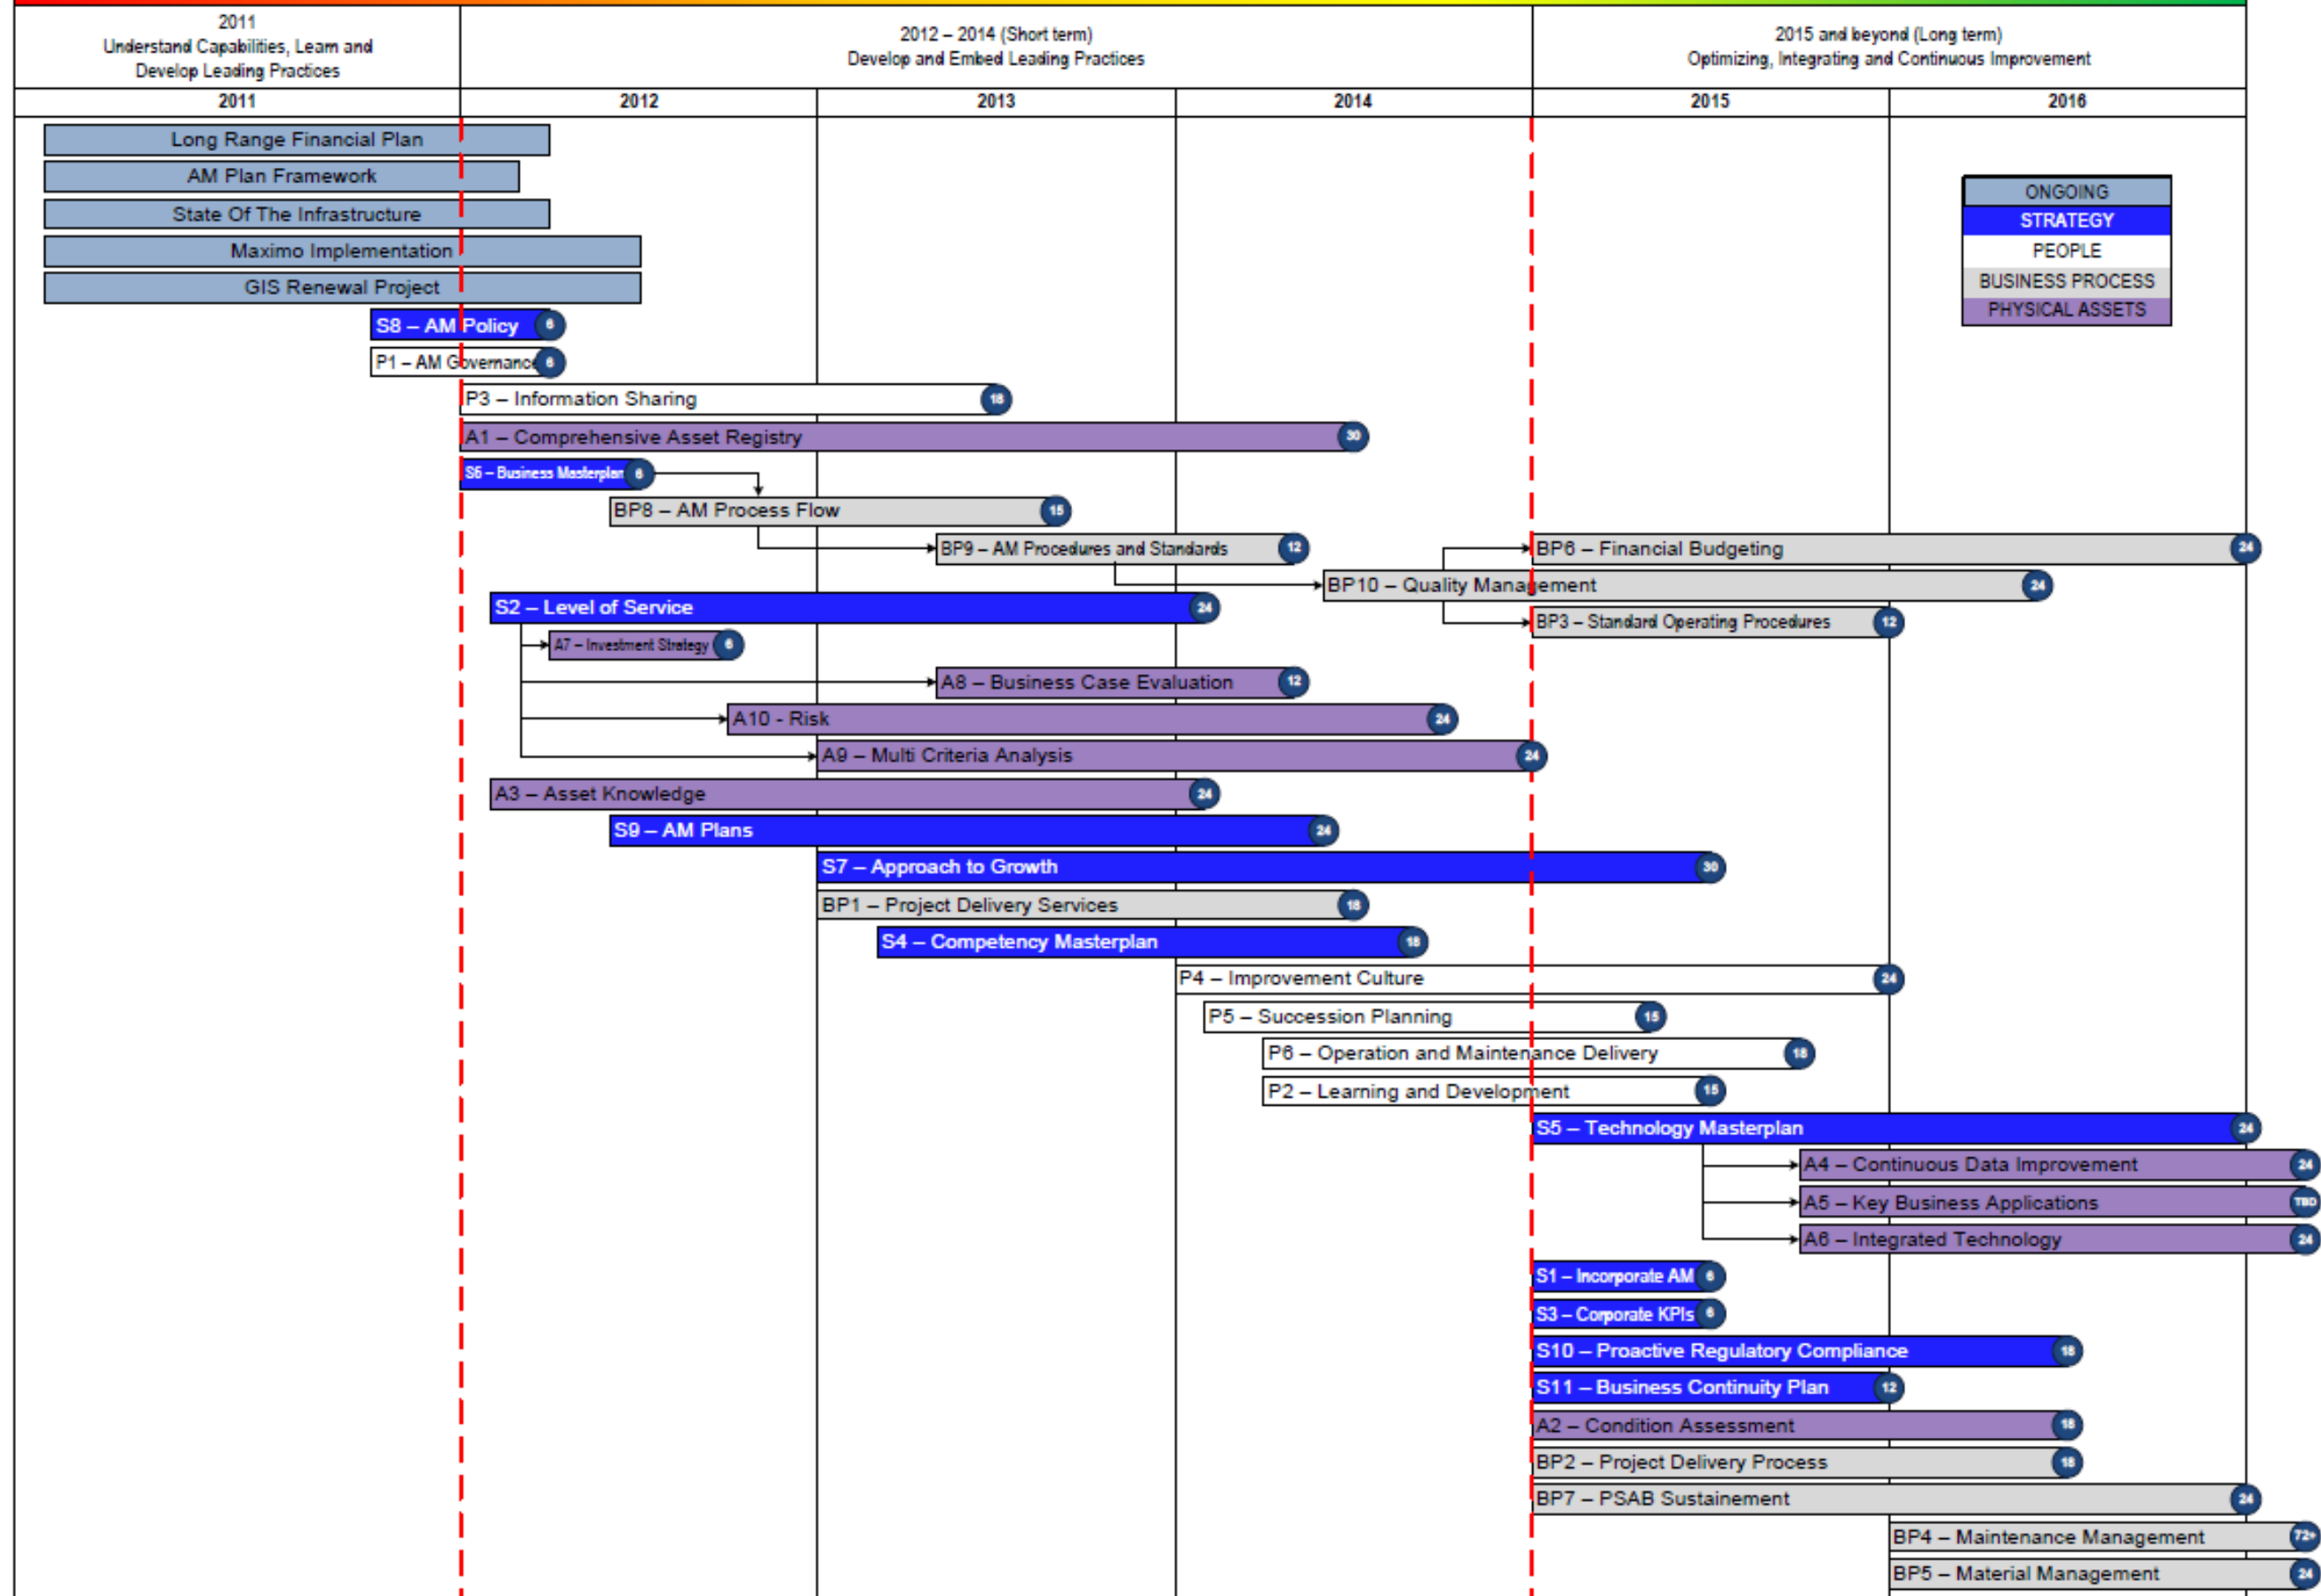 2011
Understand Capabilities, Learn and
Develop Leading Practices
2012 – 2014 (Short term)
Develop and Embed Leading Practices
2015 and beyond (Long term)
Optimizing, Integrating and Continuous Improvement
2011
2012
2013
2014
2015
2016
Long Range Financial Plan
AM Plan Framework
State Of The Infrastructure
Maximo Implementation
GIS Renewal Project
ONGOING
STRATEGY
PEOPLE
BUSINESS PROCESS
PHYSICAL ASSETS
S8 – AM Policy 6
P1 – AM Governance 6
P3 – Information Sharing 18
A1 – Comprehensive Asset Registry 30
S6 – Business Masterplan 6
BP8 – AM Process Flow 15
BP9 – AM Procedures and Standards 12
BP6 – Financial Budgeting 24
BP10 – Quality Management 24
S2 – Level of Service 24
BP3 – Standard Operating Procedures 12
A7 – Investment Strategy 6
A8 – Business Case Evaluation 12
A10 - Risk 24
A9 – Multi Criteria Analysis 24
A3 – Asset Knowledge 24
S9 – AM Plans 24
S7 – Approach to Growth 30
BP1 – Project Delivery Services 18
S4 – Competency Masterplan 18
P4 – Improvement Culture 24
P5 – Succession Planning 15
P6 – Operation and Maintenance Delivery 18
P2 – Learning and Development 15
S5 – Technology Masterplan 24
A4 – Continuous Data Improvement 24
A5 – Key Business Applications TBD
A6 – Integrated Technology 24
S1 – Incorporate AM 6
S3 – Corporate KPIs 6
S10 – Proactive Regulatory Compliance 18
S11 – Business Continuity Plan 12
A2 – Condition Assessment 18
BP2 – Project Delivery Process 18
BP7 – PSAB Sustainement 24
BP4 – Maintenance Management 72+
BP5 – Material Management 24